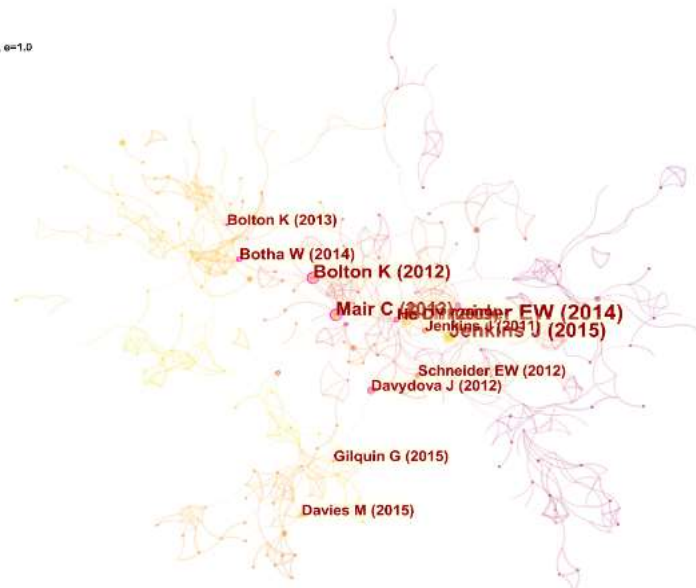 e=1.0
Bolton K (2013)
Botha W (2014)
Bolton K (2012)
Mair C (2013)
Schneider EW (2014)
Jenkins J (2011)
Jenkins J (2015)
Schneider EW (2012)
Davydova J (2012)
Gilquin G (2015)
Davies M (2015)